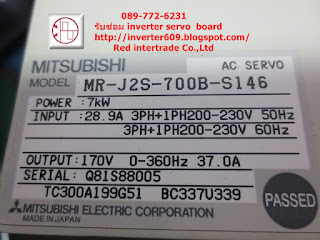 089-772-6231
รับซ่อม inverter servo board
http://inverter609.blogspot.com/
Red intertrade Co.,Ltd
MITSUBISHI AC SERVO
MODEL MR-J2S-700B-S146
POWER :7kW
INPUT :28.9A 3PH+1PH200-230V 50Hz
3PH+1PH200-230V 60Hz
OUTPUT:170V 0-360Hz 37.0A
SERIAL: Q81S88005
TC300A199G51 BC337U339
MITSUBISHI ELECTRIC CORPORATION
MADE IN JAPAN
PASSED